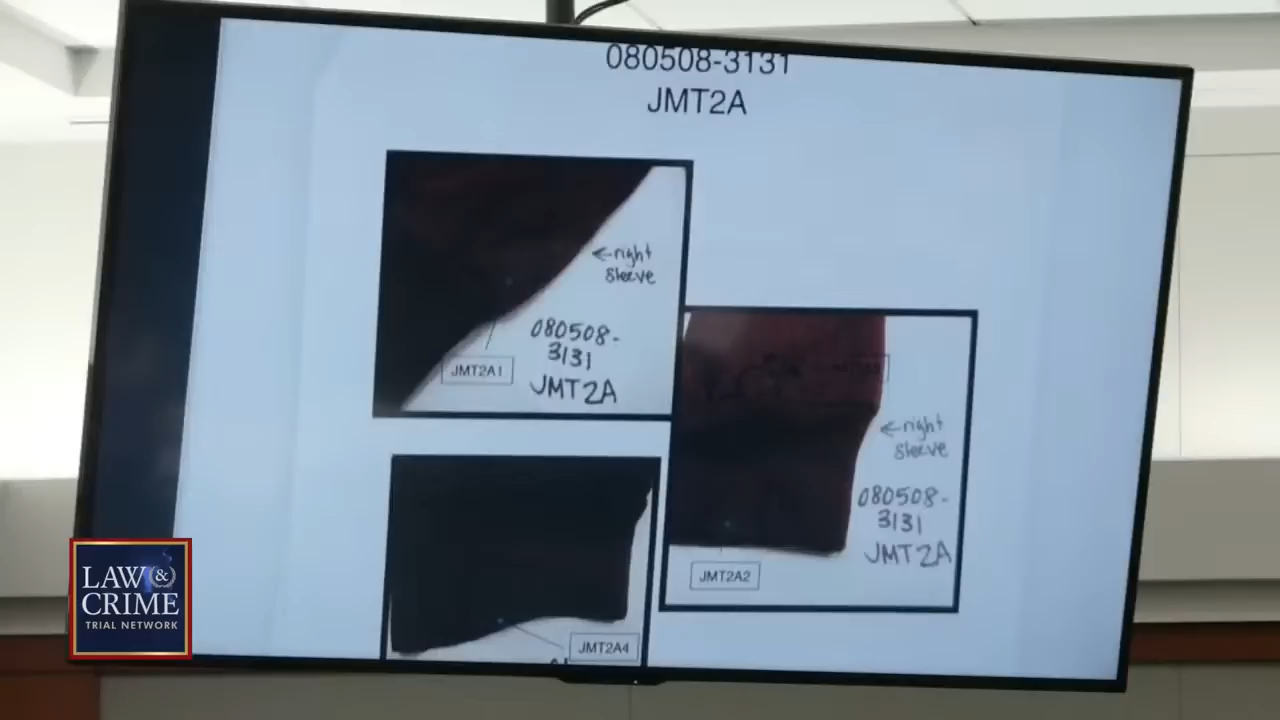 080508-3131
JMT2A
←right
sleeve
080508-
3131
JMT2A
JMT2A1
←right
sleeve
080508-
3131
JMT2A
JMT2A2
JMT2A4
LAW &
CRIME
TRIAL NETWORK